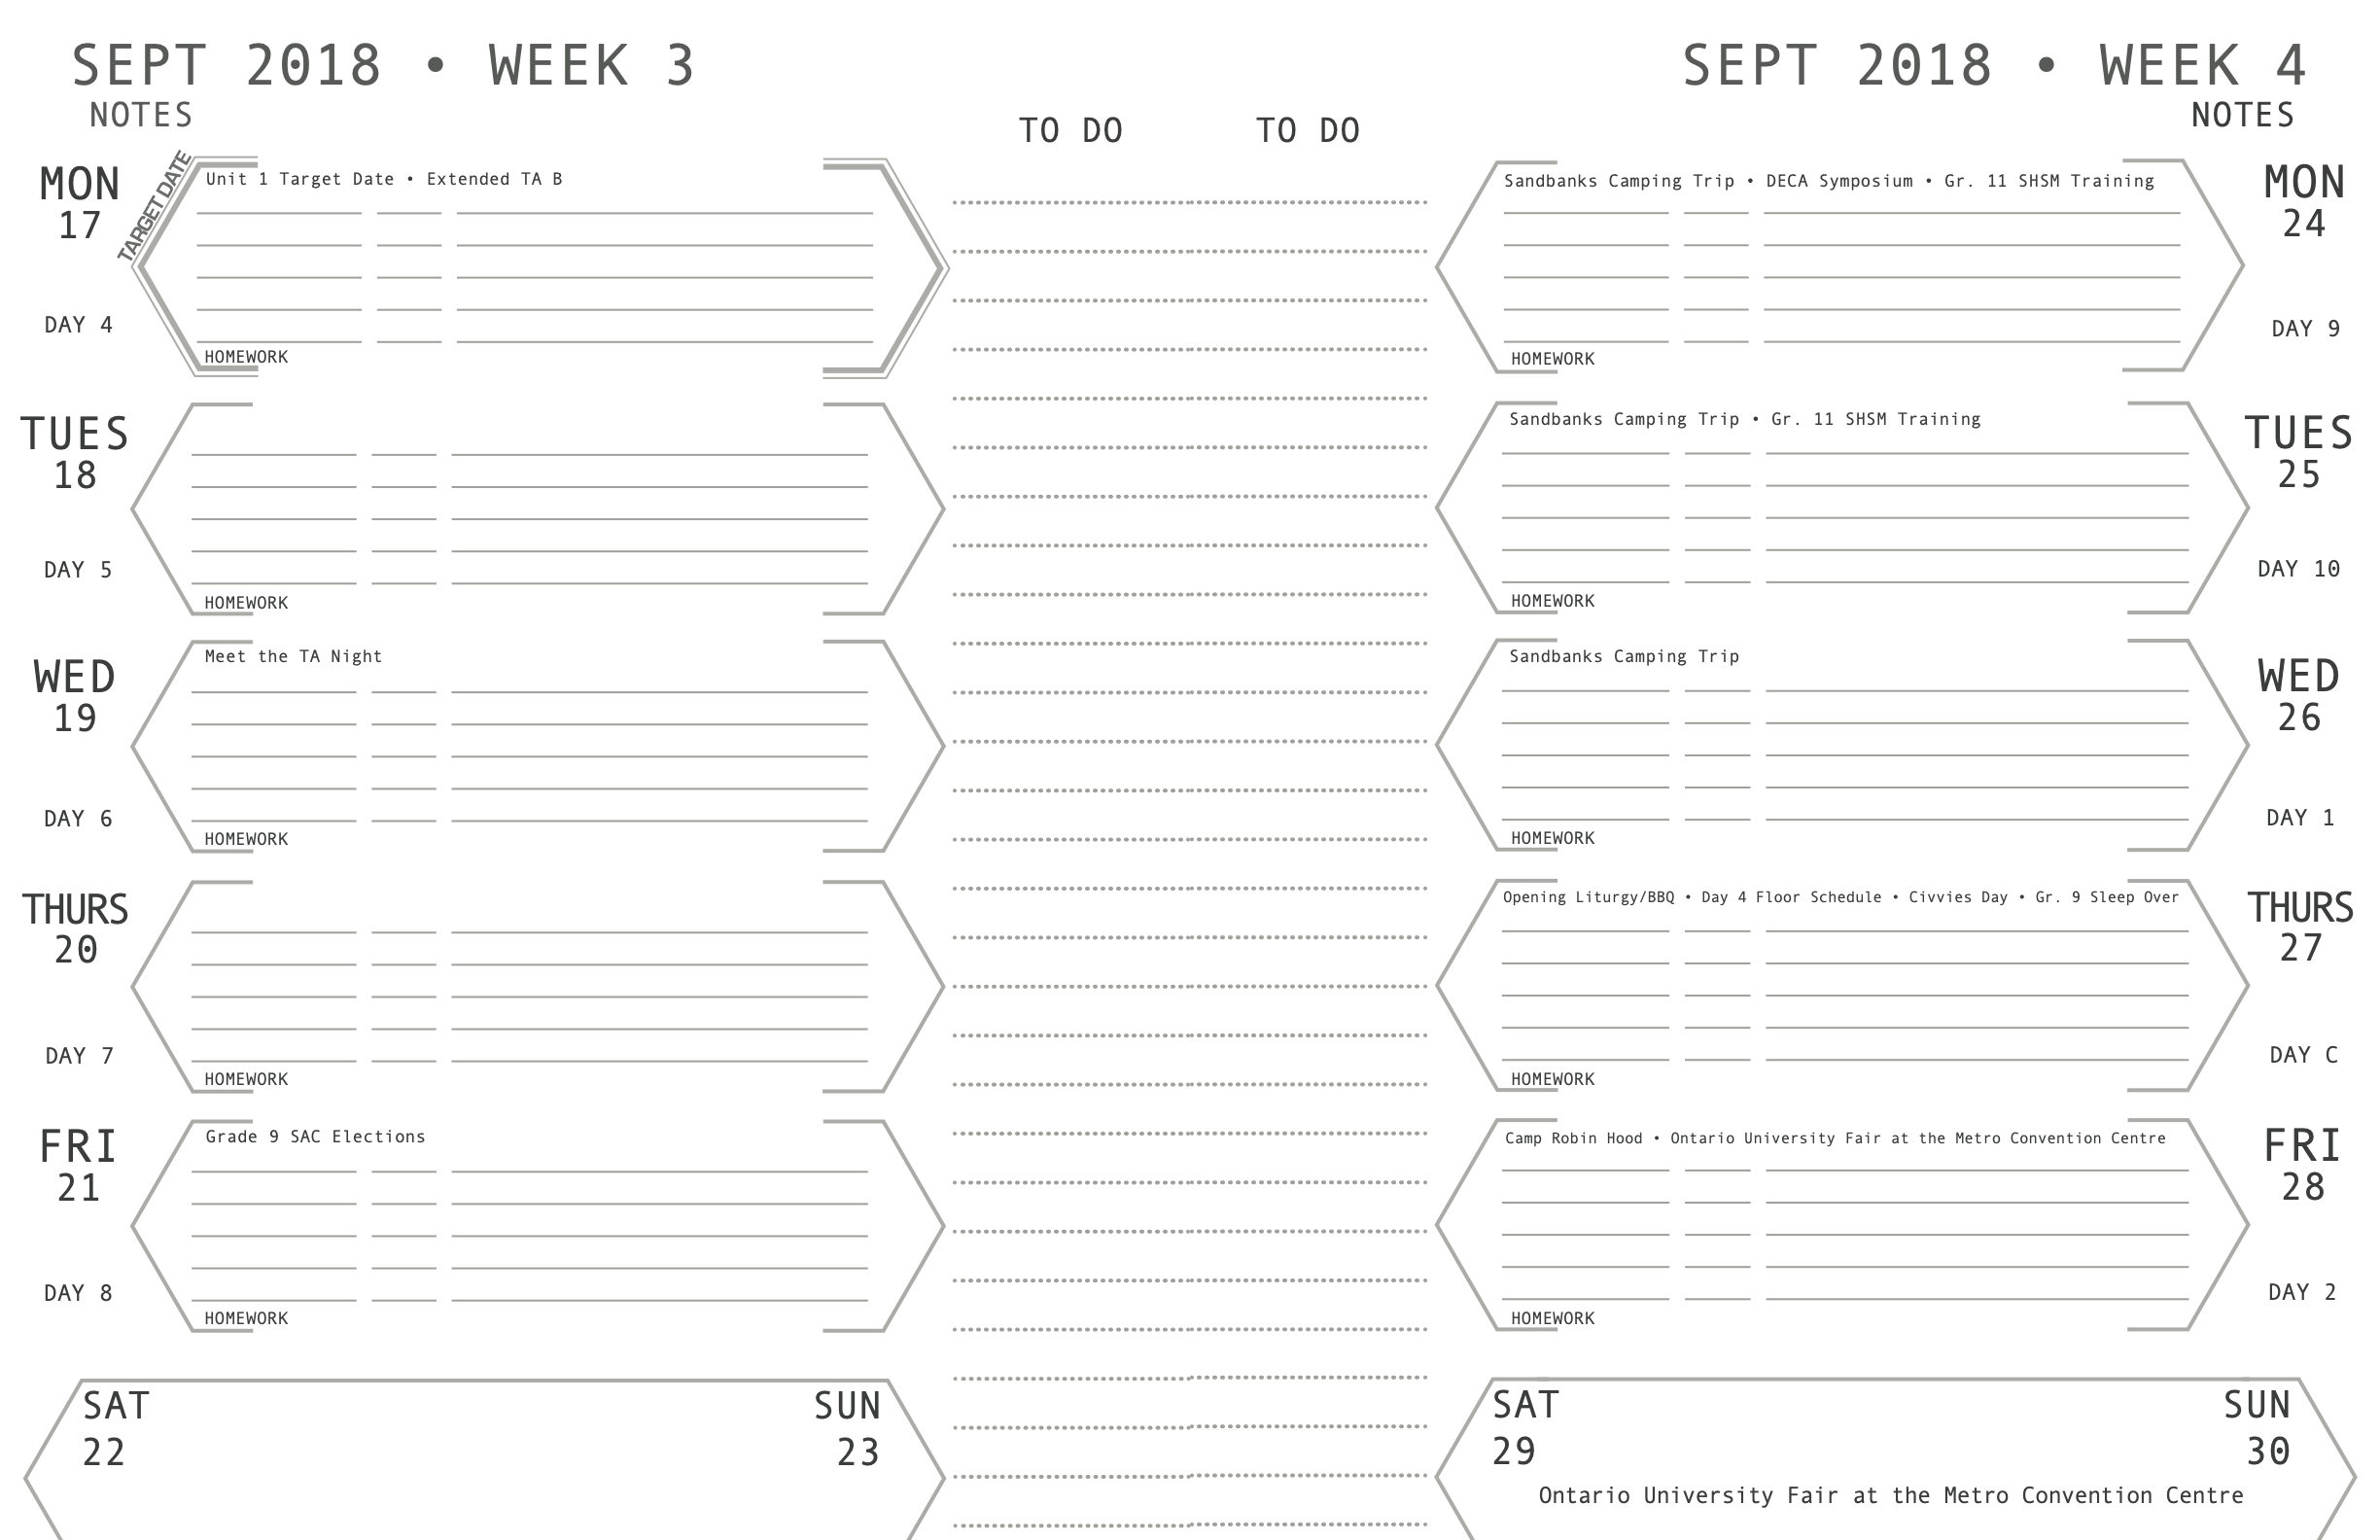 SEPT 2018 • WEEK 3
NOTES
TO DO
MON
17
DAY 4
TARGET DATE
Unit 1 Target Date • Extended TA B
HOMEWORK
TUES
18
DAY 5
HOMEWORK
WED
19
DAY 6
Meet the TA Night
HOMEWORK
THURS
20
DAY 7
HOMEWORK
FRI
21
DAY 8
Grade 9 SAC Elections
HOMEWORK
SAT
22
SUN
23
SEPT 2018 • WEEK 4
NOTES
TO DO
MON
24
DAY 9
Sandbanks Camping Trip • DECA Symposium • Gr. 11 SHSM Training
HOMEWORK
TUES
25
DAY 10
Sandbanks Camping Trip • Gr. 11 SHSM Training
HOMEWORK
WED
26
DAY 1
Sandbanks Camping Trip
HOMEWORK
THURS
27
DAY C
Opening Liturgy/BBQ • Day 4 Floor Schedule • Civvies Day • Gr. 9 Sleep Over
HOMEWORK
FRI
28
DAY 2
Camp Robin Hood • Ontario University Fair at the Metro Convention Centre
HOMEWORK
SAT
29
SUN
30
Ontario University Fair at the Metro Convention Centre